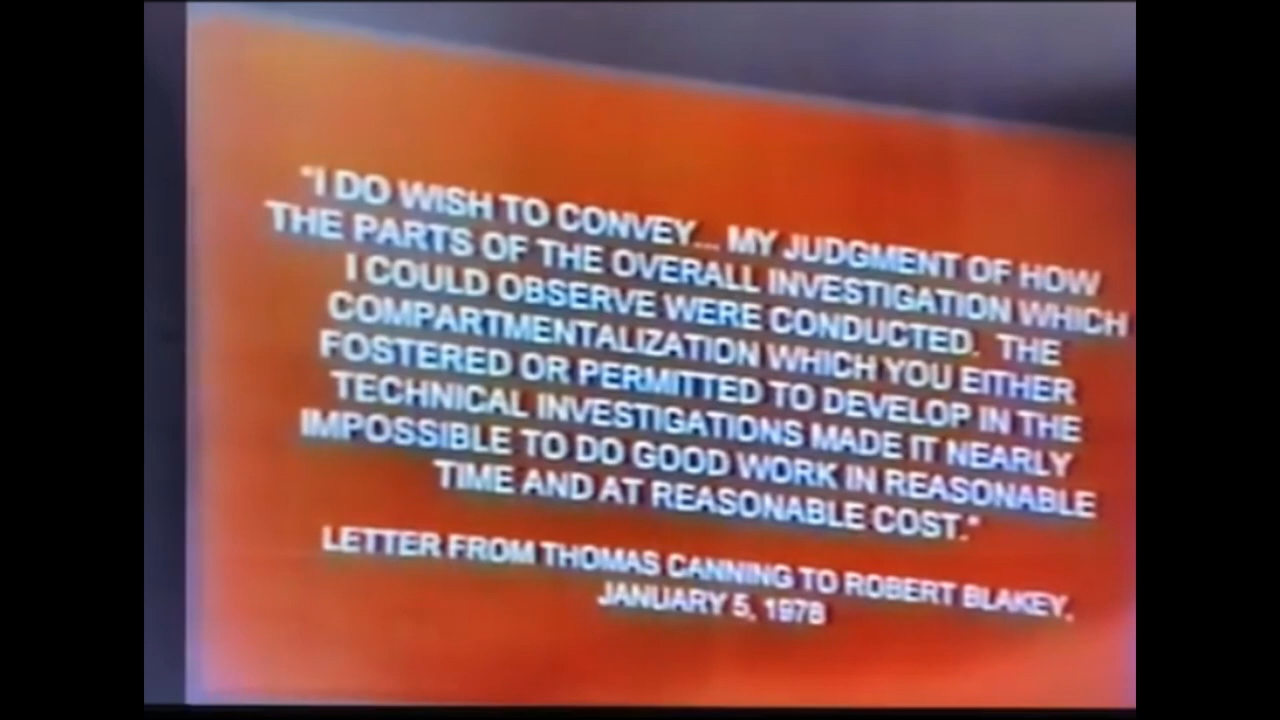 "I DO WISH TO CONVEY... MY JUDGMENT OF HOW
THE PARTS OF THE OVERALL INVESTIGATION WHICH
I COULD OBSERVE WERE CONDUCTED. THE
COMPARTMENTALIZATION WHICH YOU EITHER
FOSTERED OR PERMITTED TO DEVELOP IN THE
TECHNICAL INVESTIGATIONS MADE IT NEARLY
IMPOSSIBLE TO DO GOOD WORK IN REASONABLE
TIME AND AT REASONABLE COST."
LETTER FROM THOMAS CANNING TO ROBERT BLAKEY,
JANUARY 5, 1978